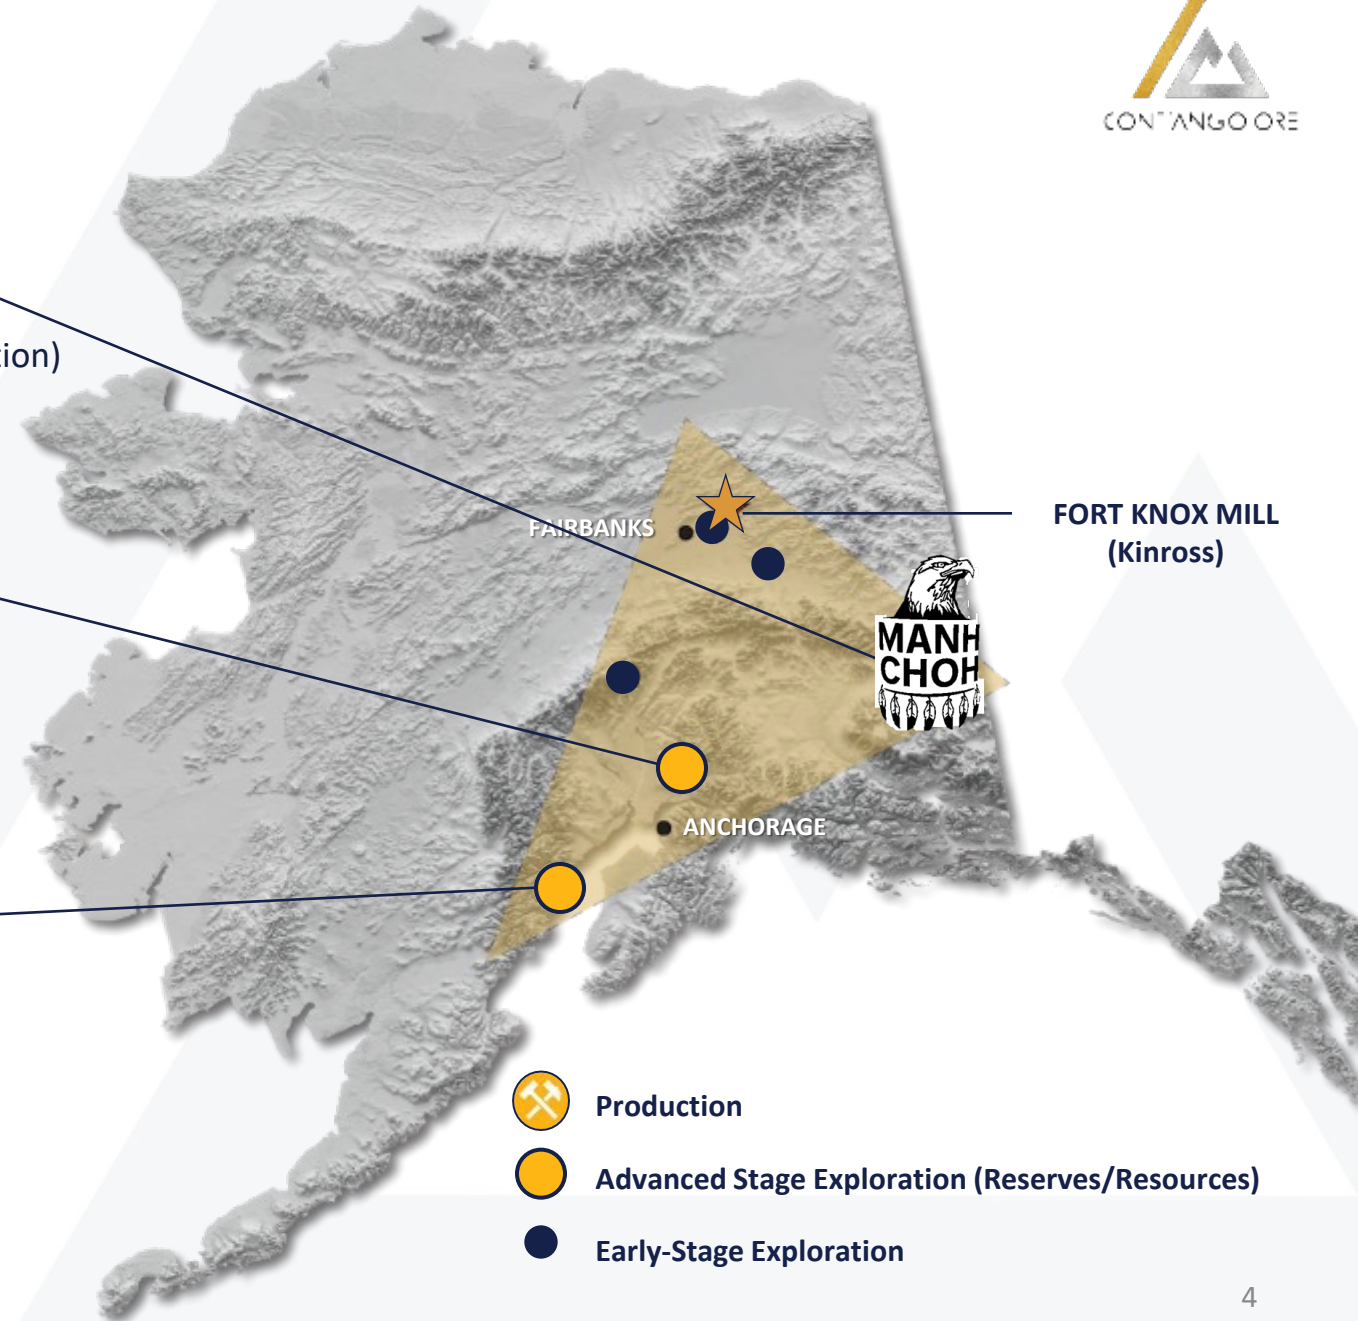 CONTANGO ORE
tion)
FAIRBANKS
FORT KNOX MILL
(Kinross)
MANH
CHOH
ANCHORAGE
Production
Advanced Stage Exploration (Reserves/Resources)
Early-Stage Exploration
4